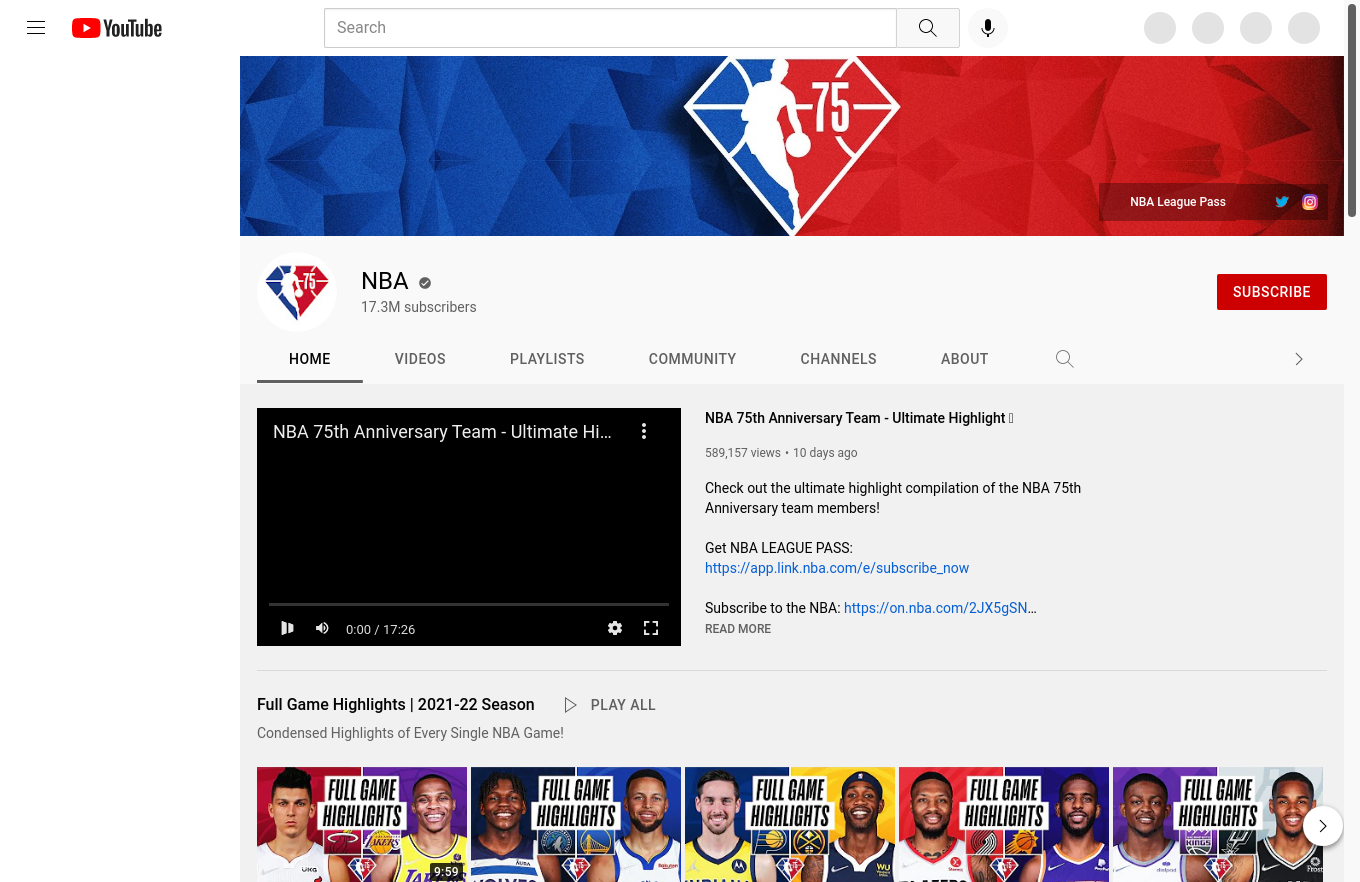 YouTube
Search
75
NBA League Pass
75
NBA
17.3M subscribers
SUBSCRIBE
HOME
VIDEOS
PLAYLISTS
COMMUNITY
CHANNELS
ABOUT
NBA 75th Anniversary Team - Ultimate Hi...
0:00 / 17:26
NBA 75th Anniversary Team - Ultimate Highlight
589,157 views • 10 days ago
Check out the ultimate highlight compilation of the NBA 75th
Anniversary team members!
Get NBA LEAGUE PASS:
https://app.link.nba.com/e/subscribe_now
Subscribe to the NBA: https://on.nba.com/2JX5gSN...
READ MORE
Full Game Highlights | 2021-22 Season
PLAY ALL
Condensed Highlights of Every Single NBA Game!
FULL GAME
HIGHLIGHTS
LAKERS
9:59
FULL GAME
HIGHLIGHTS
FULL GAME
HIGHLIGHTS
FULL GAME
HIGHLIGHTS
FULL GAME
HIGHLIGHTS
KINGS